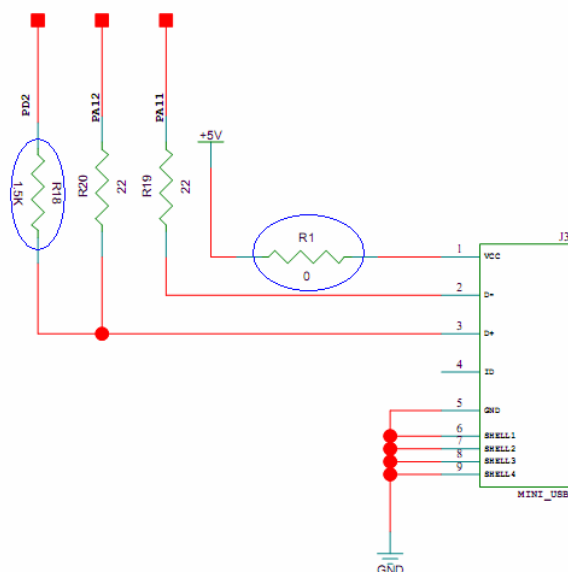 PD2
PA12
PA11
R18
1.5K
R20
22
R19
22
+5V
R1
0
J3
1
VCC
2
D-
3
D+
4
ID
5
GND
6
SHELL1
7
SHELL2
8
SHELL3
9
SHELL4
MINI_USB
GND